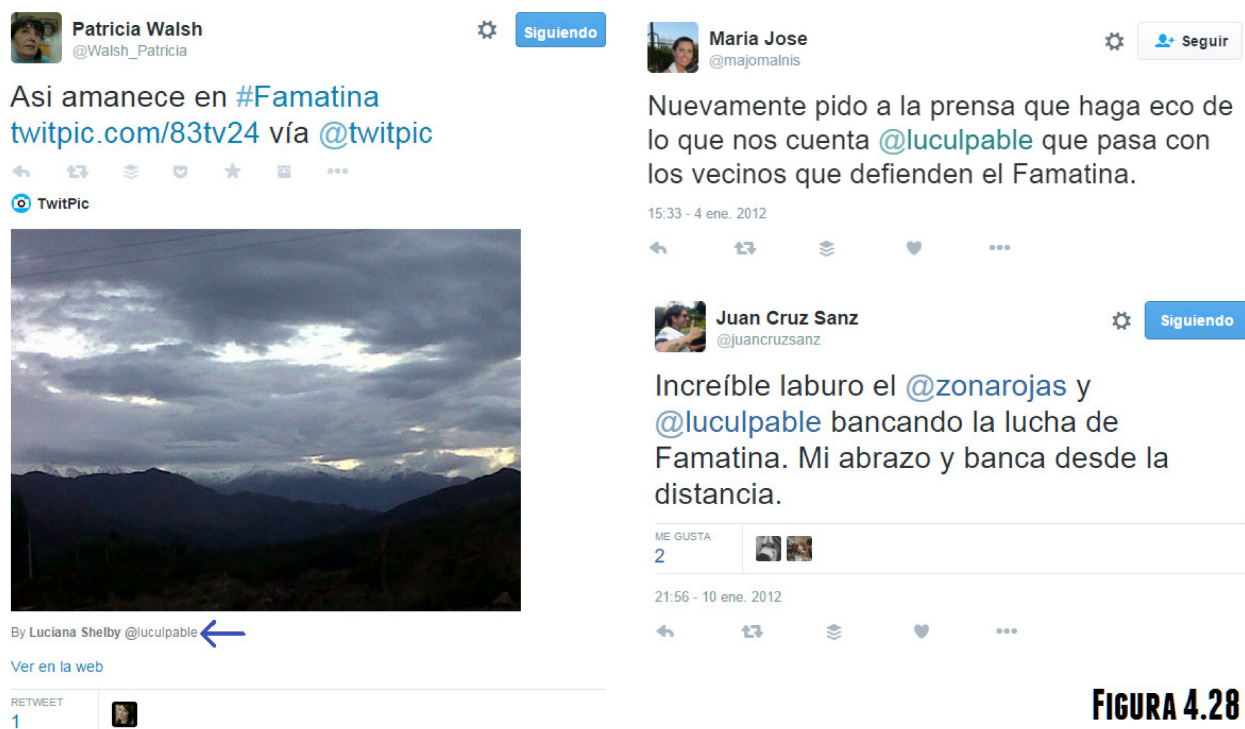 Patricia Walsh
@Walsh_Patricia
Siguiendo
Asi amanece en #Famatina
twitpic.com/83tv24 vía @twitpic
TwitPic
By Luciana Shelby @luculpable
Ver en la web
RETWEET
1
Maria Jose
@majomalnis
Seguir
Nuevamente pido a la prensa que haga eco de
lo que nos cuenta @luculpable que pasa con
los vecinos que defienden el Famatina.
15:33 - 4 ene. 2012
Juan Cruz Sanz
@juancruzsanz
Siguiendo
Increíble laburo el @zonarojas y
@luculpable bancando la lucha de
Famatina. Mi abrazo y banca desde la
distancia.
ME GUSTA
2
21:56 - 10 ene. 2012
FIGURA 4.28